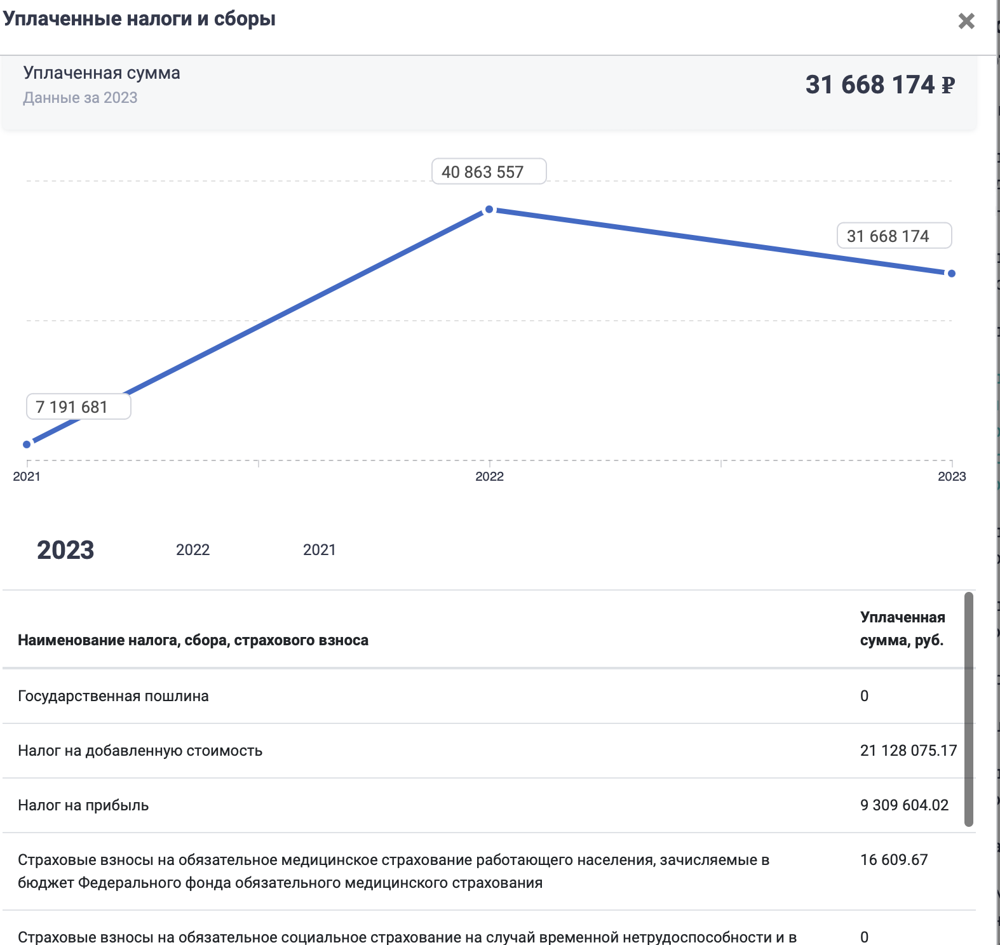 Уплаченные налоги и сборы
Уплаченная сумма
31 668 174 ₽
Данные за 2023
40 863 557
31 668 174
7 191 681
2021
2022
2023
2023
2022
2021
Наименование налога, сбора, страхового взноса
Уплаченная
сумма, руб.
Государственная пошлина
0
Налог на добавленную стоимость
21 128 075.17
Налог на прибыль
9 309 604.02
Страховые взносы на обязательное медицинское страхование работающего населения, зачисляемые в
бюджет Федерального фонда обязательного медицинского страхования
16 609.67
Страховые взносы на обязательное социальное страхование на случай временной нетрудоспособности и в
0